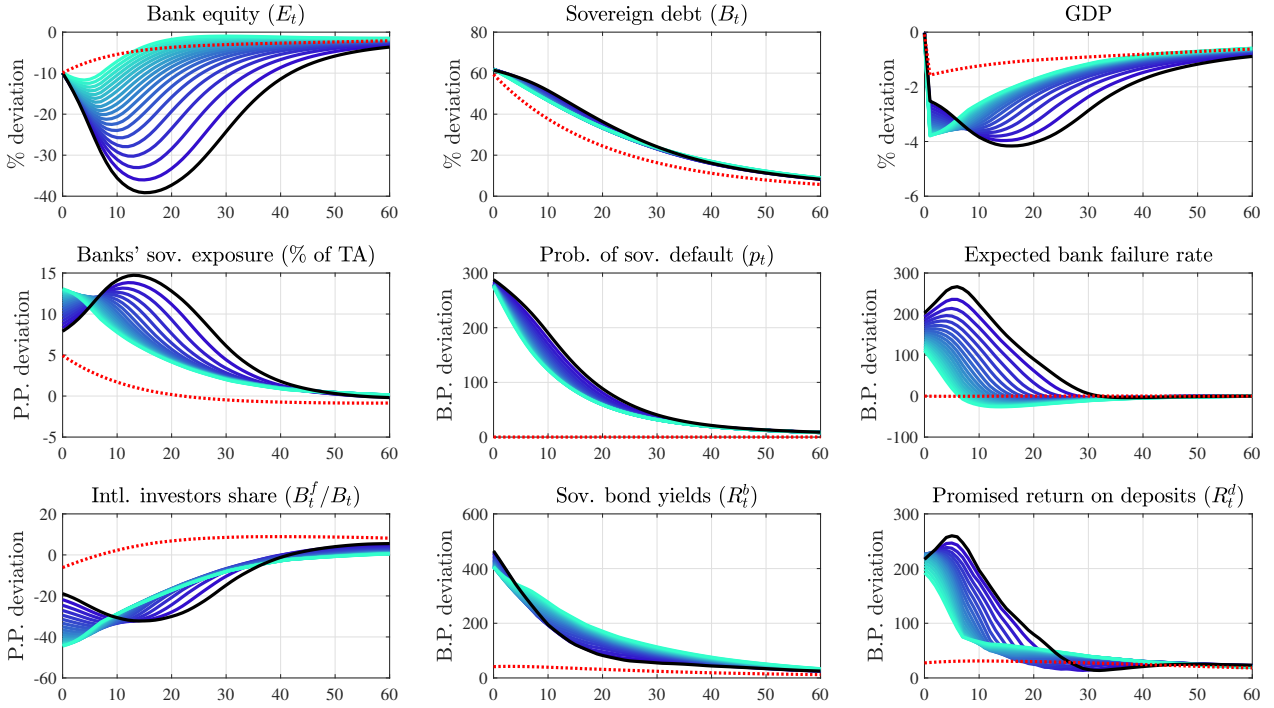 Bank equity (E_t)
Sovereign debt (B_t)
GDP
% deviation
0
-10
-20
-30
-40
0 10 20 30 40 50 60
% deviation
80
60
40
20
0
0 10 20 30 40 50 60
% deviation
0
-2
-4
-6
0 10 20 30 40 50 60
Banks' sov. exposure (% of TA)
Prob. of sov. default (p_t)
Expected bank failure rate
P.P. deviation
15
10
5
0
-5
0 10 20 30 40 50 60
B.P. deviation
300
200
100
0
0 10 20 30 40 50 60
B.P. deviation
300
200
100
0
-100
0 10 20 30 40 50 60
Intl. investors share (B_t^f/B_t)
Sov. bond yields (R_t^b)
Promised return on deposits (R_t^d)
P.P. deviation
20
0
-20
-40
-60
0 10 20 30 40 50 60
B.P. deviation
600
400
200
0
0 10 20 30 40 50 60
B.P. deviation
300
200
100
0
0 10 20 30 40 50 60